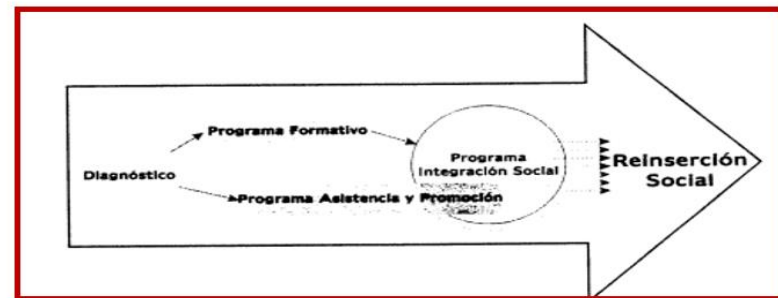 Programa Formativo
Diagnóstico
Programa
Integración Social
Programa Asistencia y Promoción
Reinserción
Social